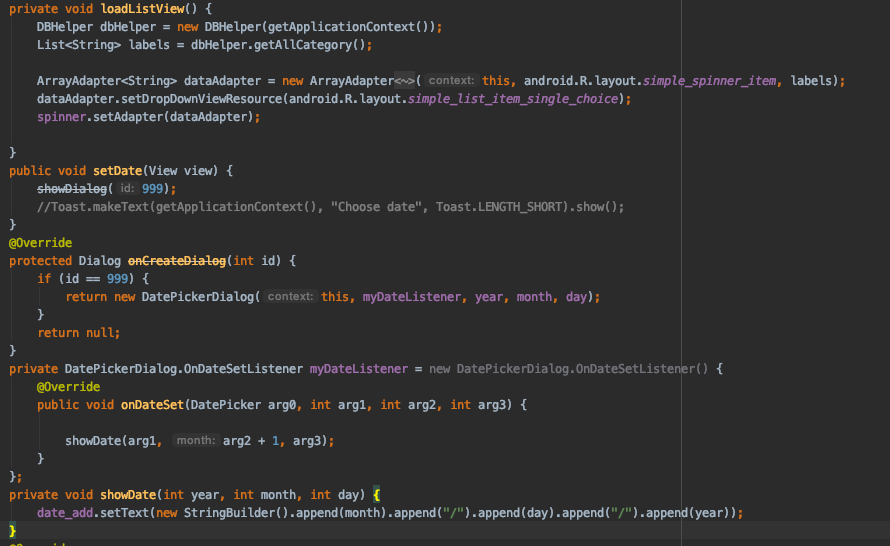 private void loadListView() {
DBHelper dbHelper = new DBHelper(getApplicationContext());
List<String> labels = dbHelper.getAllCategory();
ArrayAdapter<String> dataAdapter = new ArrayAdapter<~>( context: this, android.R.layout.simple_spinner_item, labels);
dataAdapter.setDropDownViewResource(android.R.layout.simple_list_item_single_choice);
spinner.setAdapter(dataAdapter);
}
public void setDate(View view) {
showDialog( id: 999);
//Toast.makeText(getApplicationContext(), "Choose date", Toast.LENGTH_SHORT).show();
}
@Override
protected Dialog onCreateDialog(int id) {
if (id == 999) {
return new DatePickerDialog( context: this, myDateListener, year, month, day);
}
return null;
}
private DatePickerDialog.OnDateSetListener myDateListener = new DatePickerDialog.OnDateSetListener() {
@Override
public void onDateSet(DatePicker arg0, int arg1, int arg2, int arg3) {
showDate(arg1, month: arg2 + 1, arg3);
}
};
private void showDate(int year, int month, int day) {
date_add.setText(new StringBuilder().append(month).append("/").append(day).append("/").append(year));
}